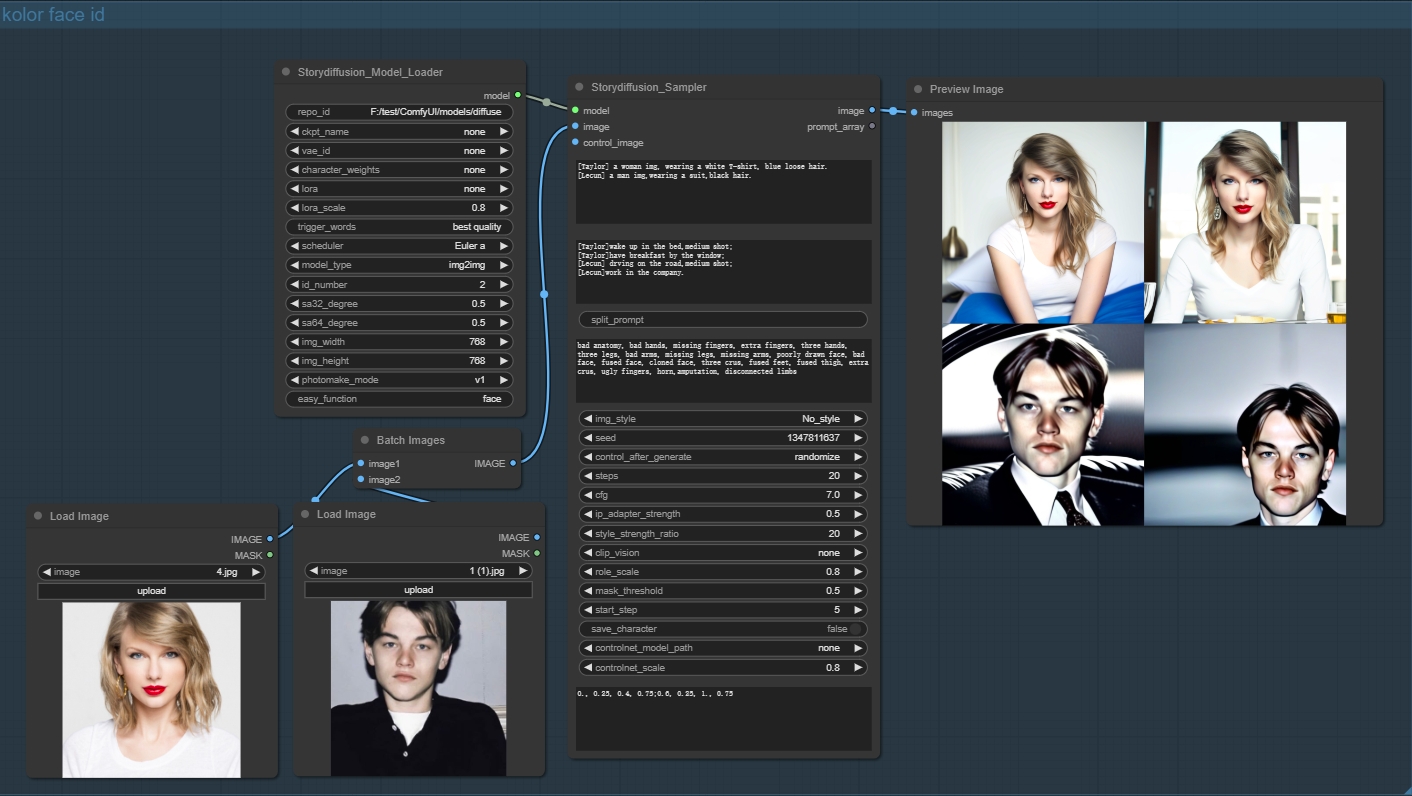 kolor face id
Storydiffusion_Model_Loader
model
repo_id F:/test/ComfyUI/models/diffuse
ckpt_name none
vae_id none
character_weights none
lora none
lora_scale 0.8
trigger_words best quality
scheduler Euler a
model_type img2img
id_number 2
sa32_degree 0.5
sa64_degree 0.5
img_width 768
img_height 768
photomake_mode v1
easy_function face
Batch Images
image1 IMAGE
image2
Load Image
IMAGE
MASK
image 4.jpg
upload
Load Image
IMAGE
MASK
image 1 (1).jpg
upload
Storydiffusion_Sampler
model image
image prompt_array
control_image
[Taylor] a woman img, wearing a white T-shirt, blue loose hair.
[Lecun] a man img,wearing a suit,black hair.
[Taylor]wake up in the bed,medium shot;
[Taylor]have breakfast by the window;
[Lecun] drving on the road,medium shot;
[Lecun]work in the company.
split_prompt
bad anatomy, bad hands, missing fingers, extra fingers, three hands,
three legs, bad arms, missing legs, missing arms, poorly drawn face, bad
face, fused face, cloned face, three crus, fused feet, fused thigh, extra
crus, ugly fingers, horn,amputation, disconnected limbs
img_style No_style
seed 1347811637
control_after_generate randomize
steps 20
cfg 7.0
ip_adapter_strength 0.5
style_strength_ratio 20
clip_vision none
role_scale 0.8
mask_threshold 0.5
start_step 5
save_character false
controlnet_model_path none
controlnet_scale 0.8
0., 0.25, 0.4, 0.75;0.6, 0.25, 1., 0.75
Preview Image
images